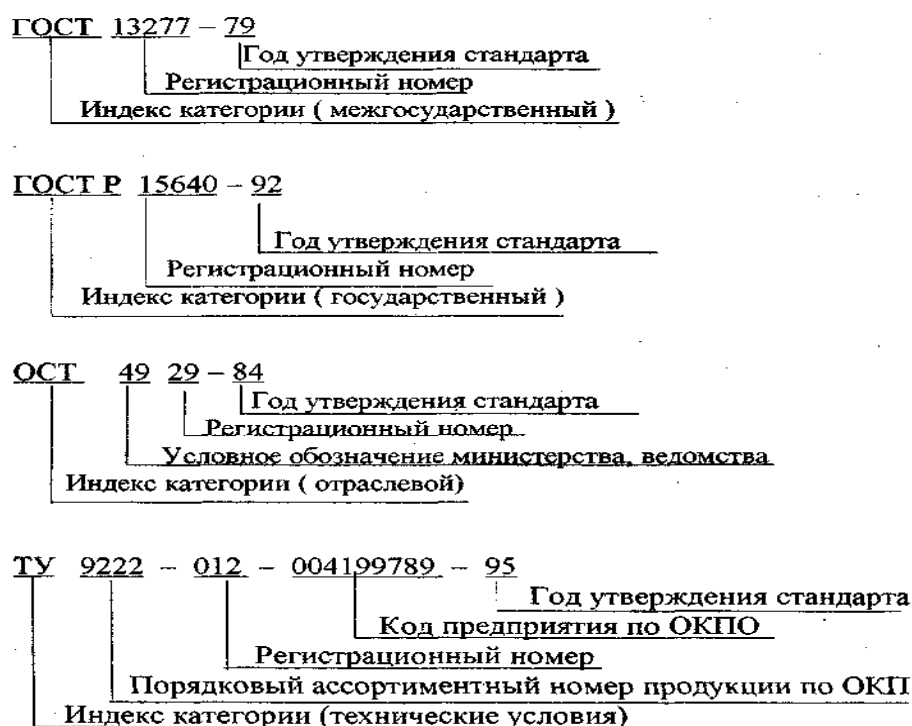 ГОСТ 13277 – 79
Год утверждения стандарта
Регистрационный номер
Индекс категории ( межгосударственный )
ГОСТ Р 15640 – 92
Год утверждения стандарта
Регистрационный номер
Индекс категории ( государственный )
ОСТ 49 29 – 84
Год утверждения стандарта
Регистрационный номер
Условное обозначение министерства, ведомства
Индекс категории ( отраслевой)
ТУ 9222 – 012 – 004199789 – 95
Год утверждения стандарта
Код предприятия по ОКПО
Регистрационный номер
Порядковый ассортиментный номер продукции по ОКП
Индекс категории (технические условия)